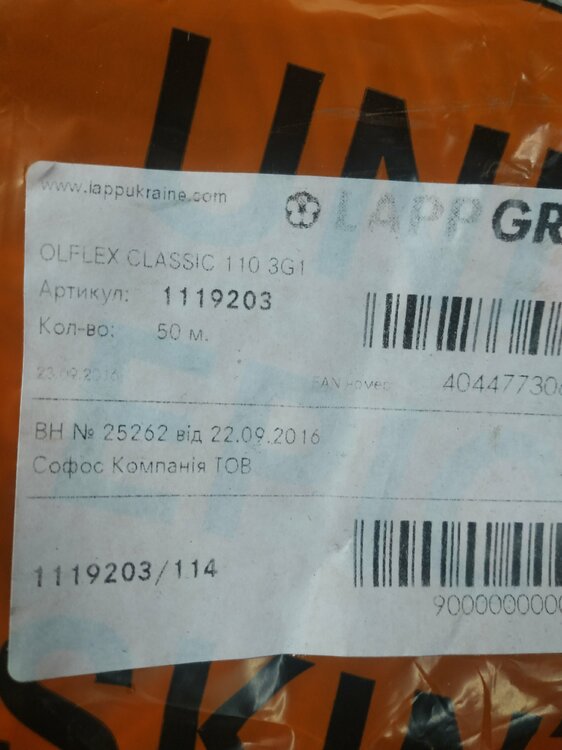 www.lappukraine.com
LAPP GR
OLFLEX CLASSIC 110 3G1
Артикул: 1119203
Кол-во: 50 м.
23.09.2016 EAN номер: 404477306
ВН № 25262 від 22.09.2016
Софос Компанія ТОВ
1119203/114
9000000000